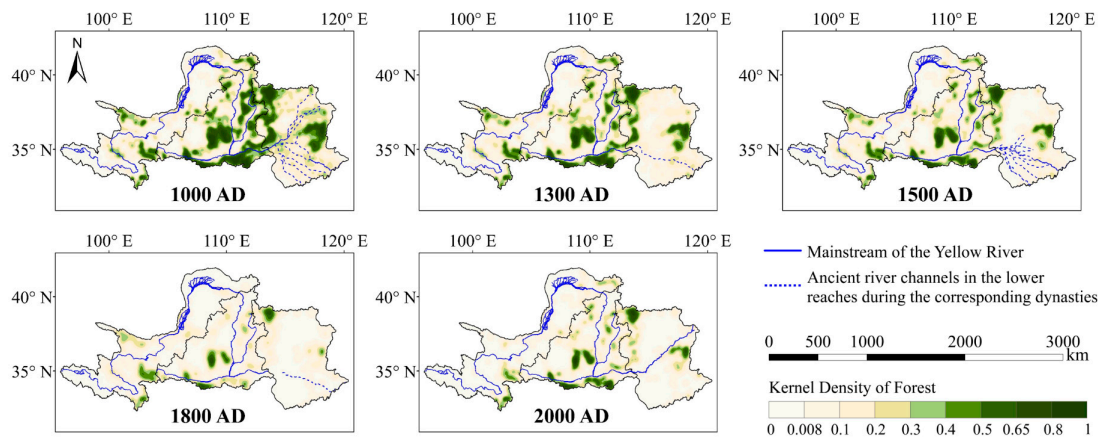 100° E 110° E 120° E 100° E 110° E 120° E 100° E 110° E 120° E
N
40° N
35° N
1000 AD
40° N
35° N
1300 AD
40° N
35° N
1500 AD
100° E 110° E 120° E 100° E 110° E 120° E
40° N
35° N
1800 AD
40° N
35° N
2000 AD
Mainstream of the Yellow River
Ancient river channels in the lower
reaches during the corresponding dynasties
0 500 1000 2000 3000
km
Kernel Density of Forest
0 0.008 0.1 0.2 0.3 0.4 0.5 0.65 0.8 1